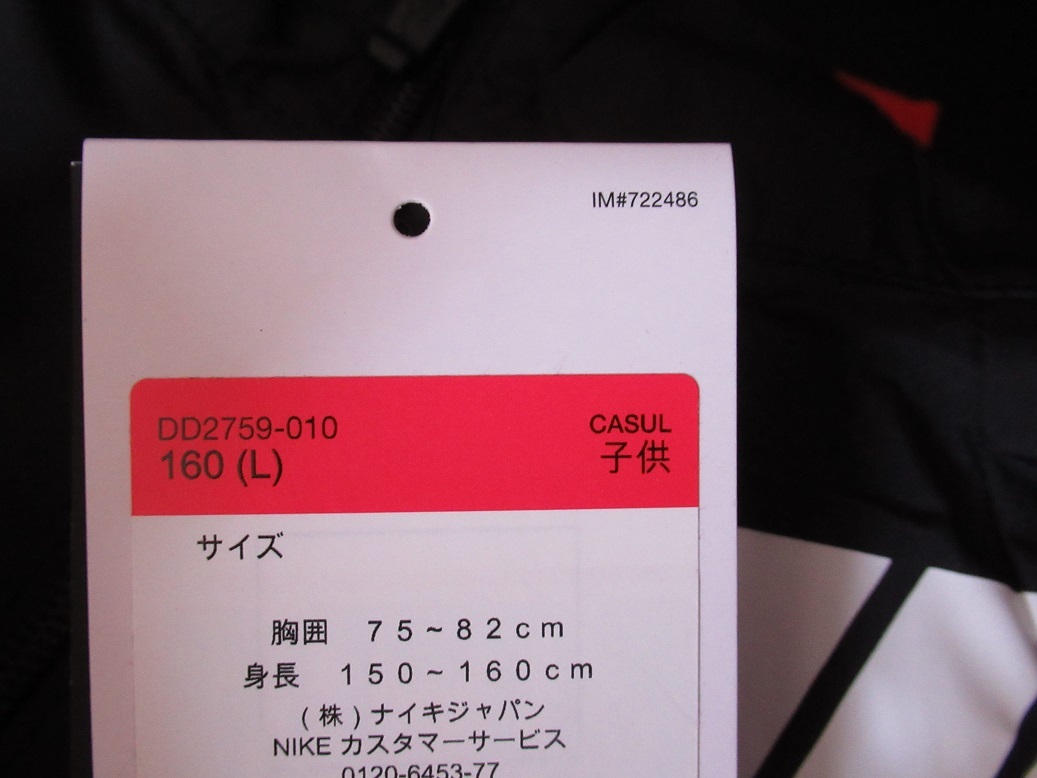 IM#722486
DD2759-010
CASUL
160 (L)
子供
サイズ
胸囲　７５～８２ｃｍ
身長　１５０～１６０ｃｍ
(株)ナイキジャパン
NIKE カスタマーサービス
0120-6453-77